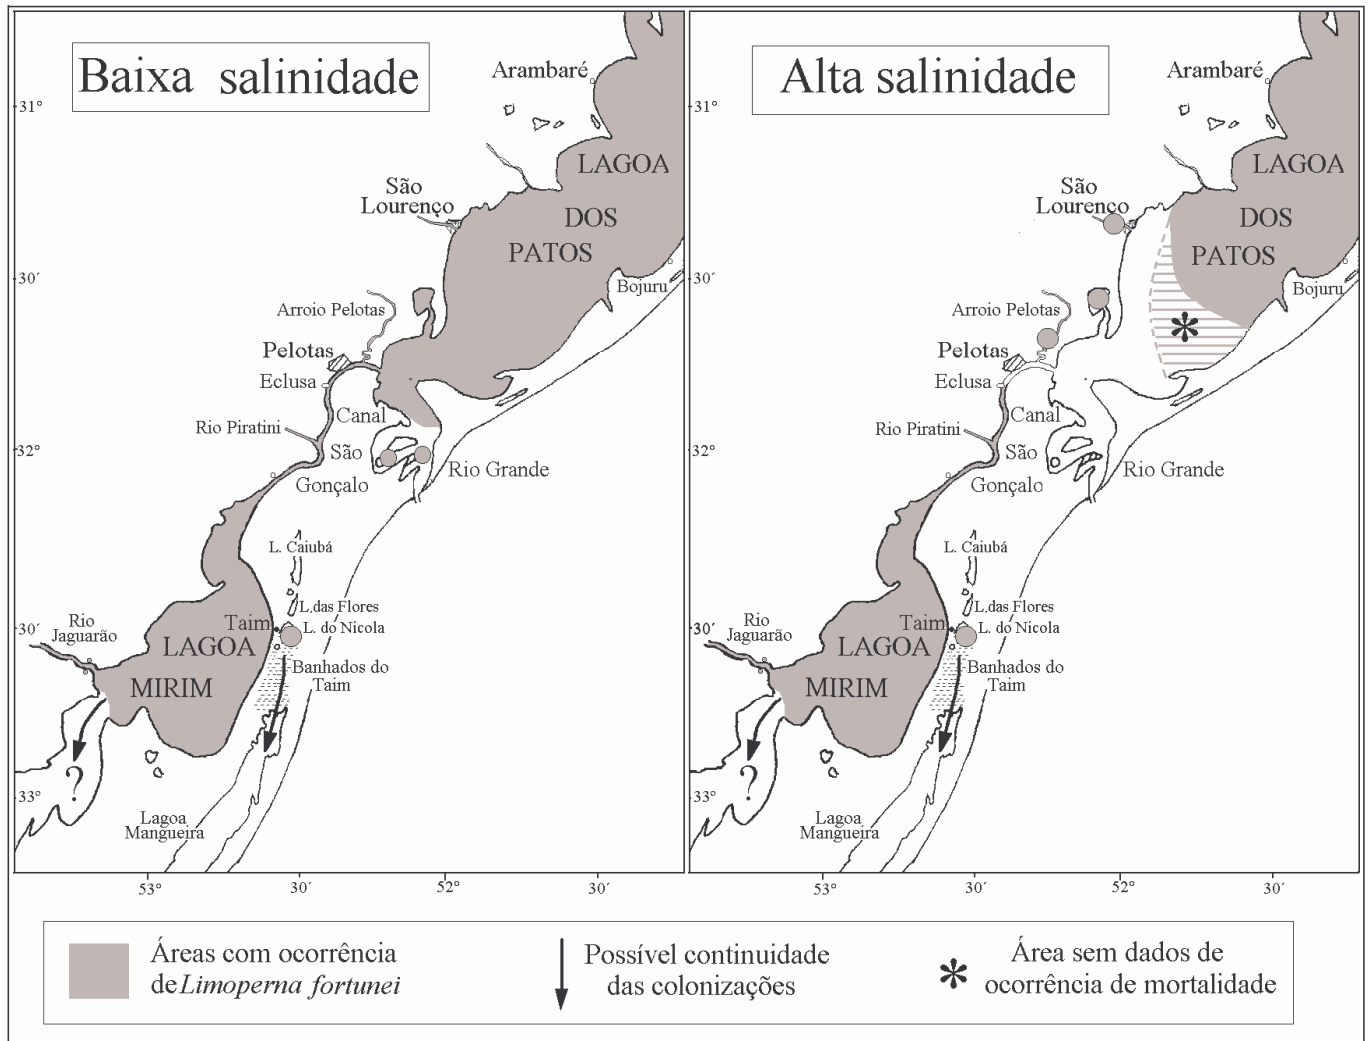 Baixa salinidade
Arambaré
31°
LAGOA
DOS
PATOS
São
Lourenço
30´
Bojuru
Arroio Pelotas
Pelotas
Eclusa
Canal
Rio Piratini
32°
São
Gonçalo
Rio Grande
L. Caiubá
L.das Flores
L. do Nicola
30´
Taim
Rio
Jaguarão
LAGOA
MIRIM
Banhados do
Taim
?
33°
Lagoa
Mangueira
53°
30´
52°
30´
Alta salinidade
Arambaré
31°
LAGOA
DOS
PATOS
São
Lourenço
30´
Bojuru
Arroio Pelotas
*
Pelotas
Eclusa
Canal
Rio Piratini
32°
São
Gonçalo
Rio Grande
L. Caiubá
L.das Flores
L. do Nicola
30´
Taim
Rio
Jaguarão
LAGOA
MIRIM
Banhados do
Taim
?
33°
Lagoa
Mangueira
53°
30´
52°
30´
Áreas com ocorrência
de Limoperna fortunei
Possível continuidade
das colonizações
* Área sem dados de
ocorrência de mortalidade